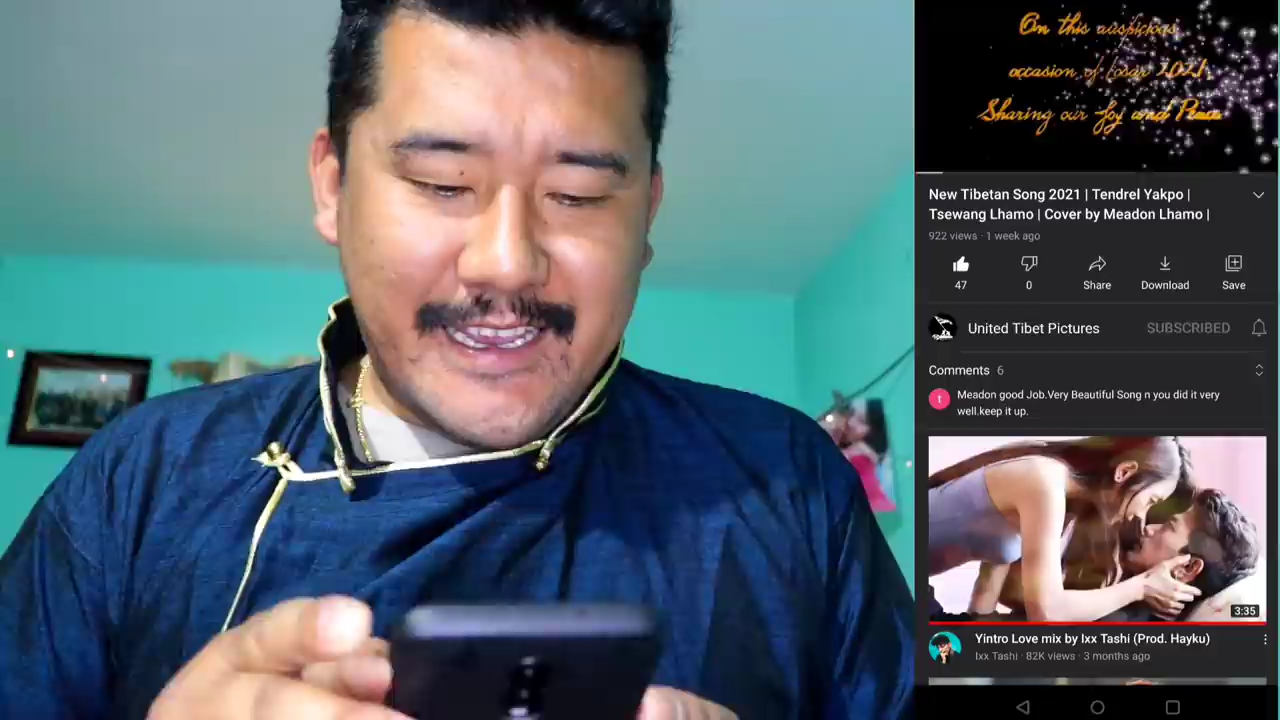 On this auspicious
occasion of losar 2021,
Sharing our Joy and Peace
New Tibetan Song 2021 | Tendrel Yakpo |
Tsewang Lhamo | Cover by Meadon Lhamo |
922 views · 1 week ago
47
0
Share
Download
Save
United Tibet Pictures
SUBSCRIBED
Comments 6
t
Meadon good Job.Very Beautiful Song n you did it very
well.keep it up.
3:35
Yintro Love mix by Ixx Tashi (Prod. Hayku)
Ixx Tashi · 82K views · 3 months ago